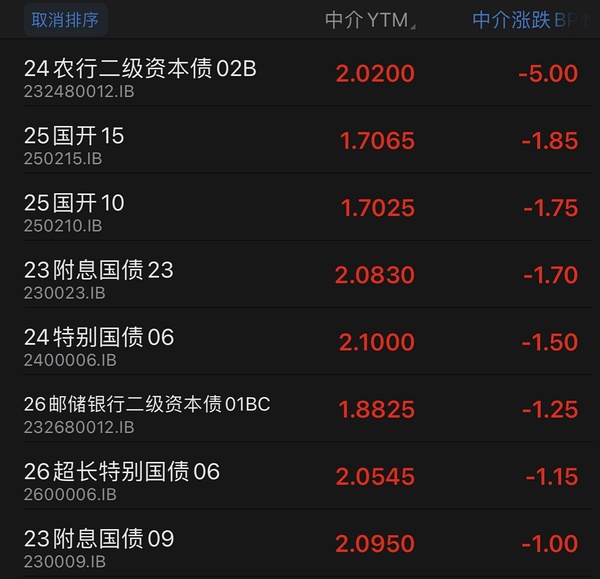 取消排序 中介YTM 中介涨跌BP↑
24农行二级资本债02B 2.0200 -5.00
232480012.IB
25国开15 1.7065 -1.85
250215.IB
25国开10 1.7025 -1.75
250210.IB
23附息国债23 2.0830 -1.70
230023.IB
24特别国债06 2.1000 -1.50
2400006.IB
26邮储银行二级资本债01BC 1.8825 -1.25
232680012.IB
26超长特别国债06 2.0545 -1.15
2600006.IB
23附息国债09 2.0950 -1.00
230009.IB